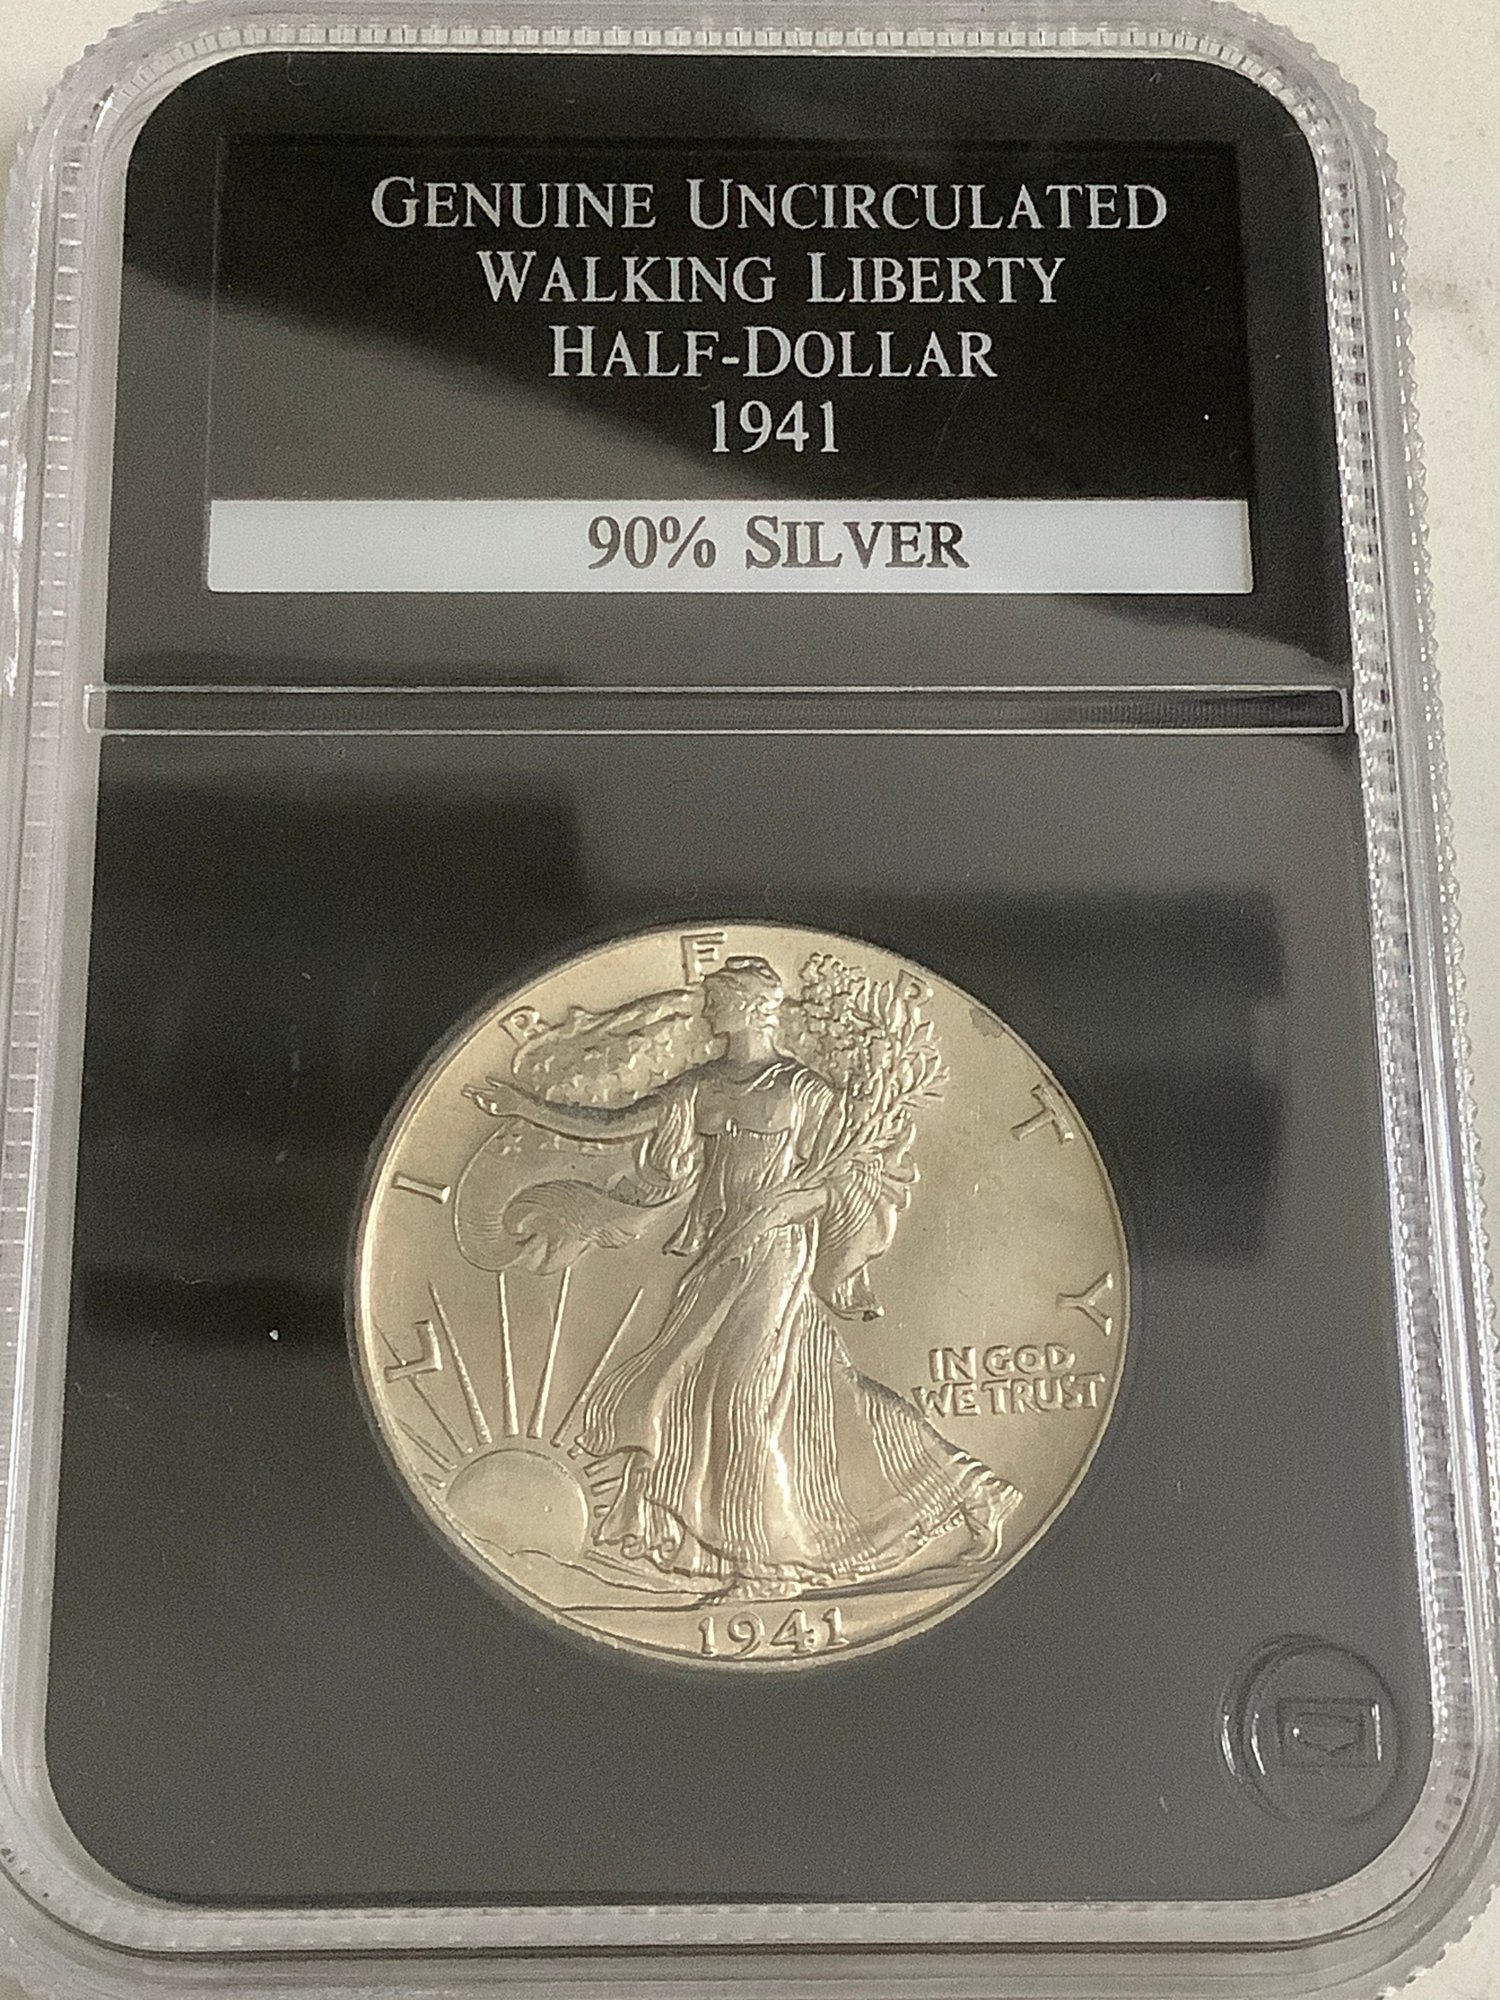 GENUINE UNCIRCULATED
WALKING LIBERTY
HALF-DOLLAR
1941
90% SILVER
LIBERTY
IN GOD
WE TRUST
1941